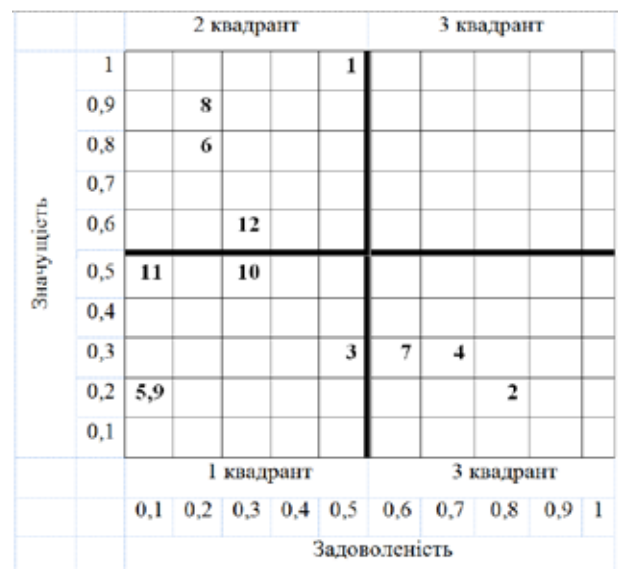 2 квадрант 3 квадрант
1 1
0,9 8
0,8 6
0,7
0,6 12
0,5 11 10
0,4
0,3 3 7 4
0,2 5,9 2
0,1
Значущість
1 квадрант 3 квадрант
0,1 0,2 0,3 0,4 0,5 0,6 0,7 0,8 0,9 1
Задоволеність